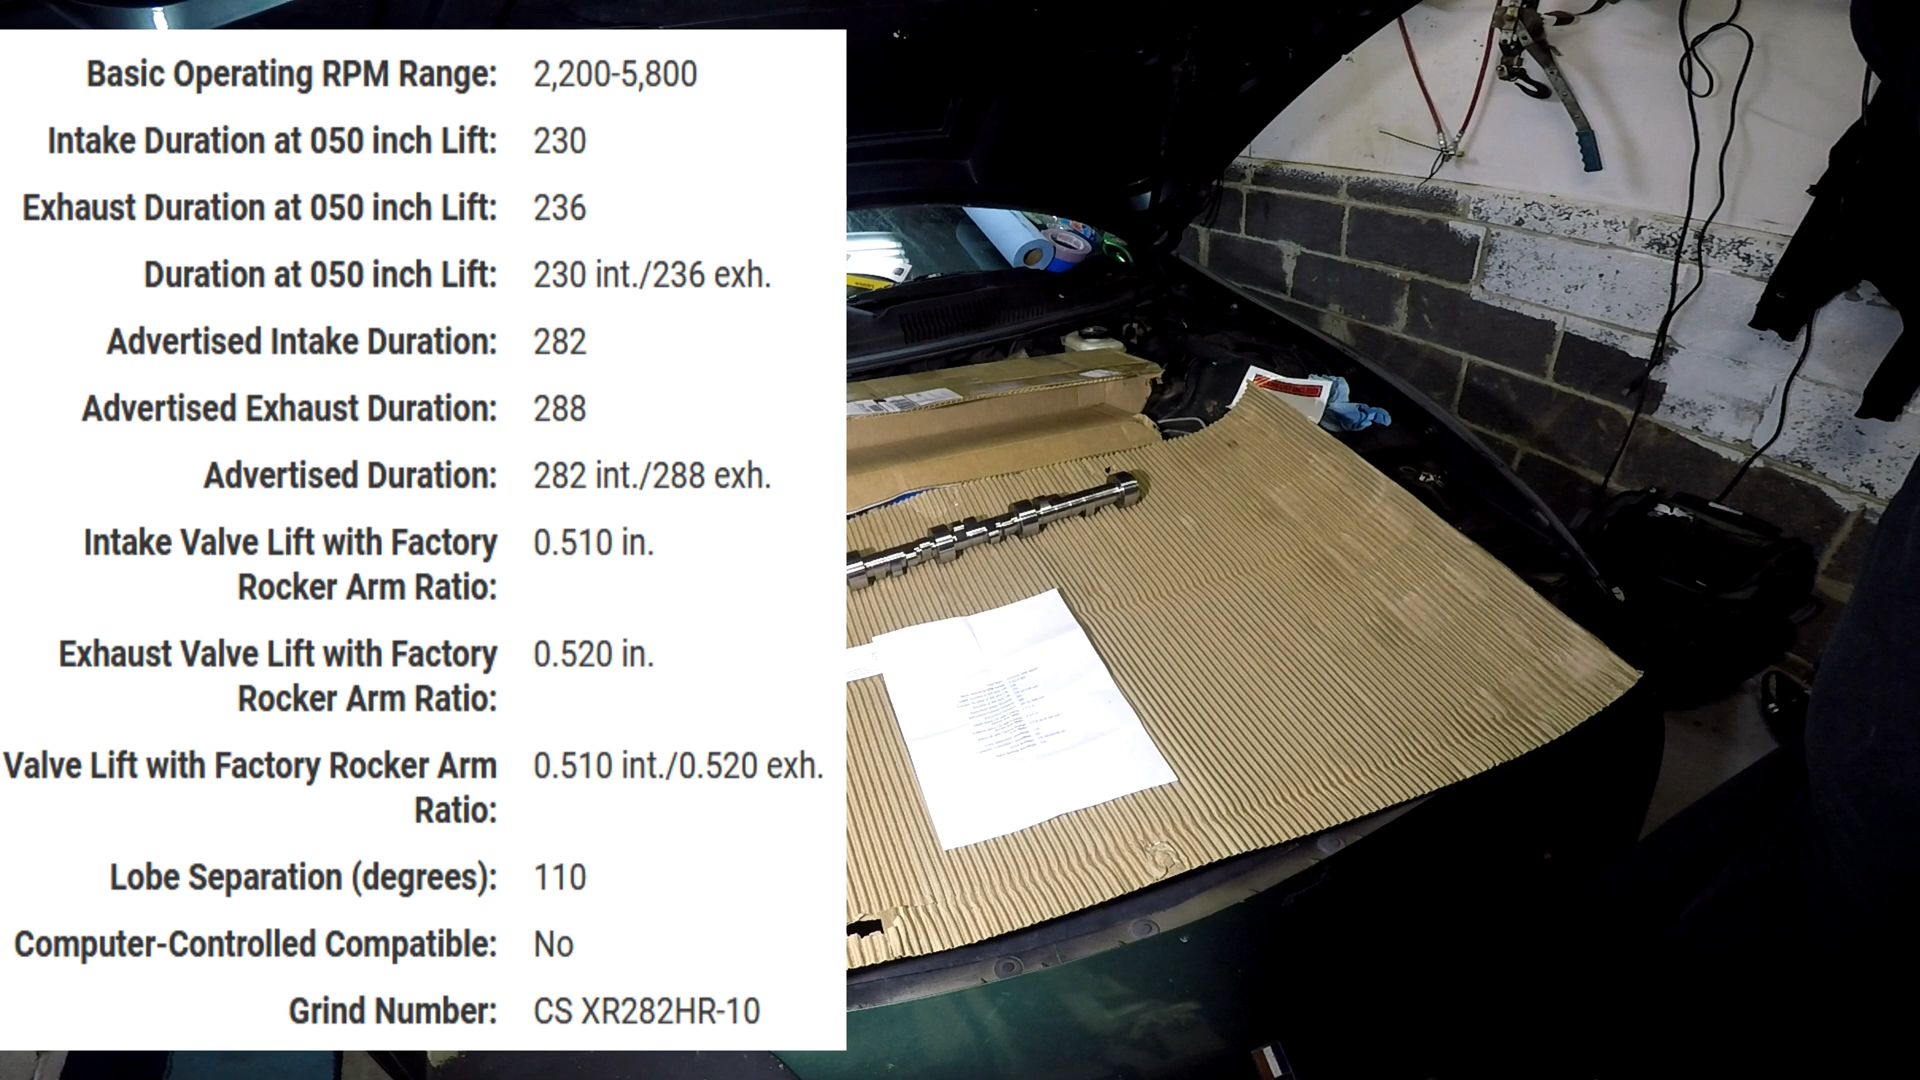 Basic Operating RPM Range: 2,200-5,800
Intake Duration at 050 inch Lift: 230
Exhaust Duration at 050 inch Lift: 236
Duration at 050 inch Lift: 230 int./236 exh.
Advertised Intake Duration: 282
Advertised Exhaust Duration: 288
Advertised Duration: 282 int./288 exh.
Intake Valve Lift with Factory 0.510 in.
Rocker Arm Ratio:
Exhaust Valve Lift with Factory 0.520 in.
Rocker Arm Ratio:
Valve Lift with Factory Rocker Arm 0.510 int./0.520 exh.
Ratio:
Lobe Separation (degrees): 110
Computer-Controlled Compatible: No
Grind Number: CS XR282HR-10